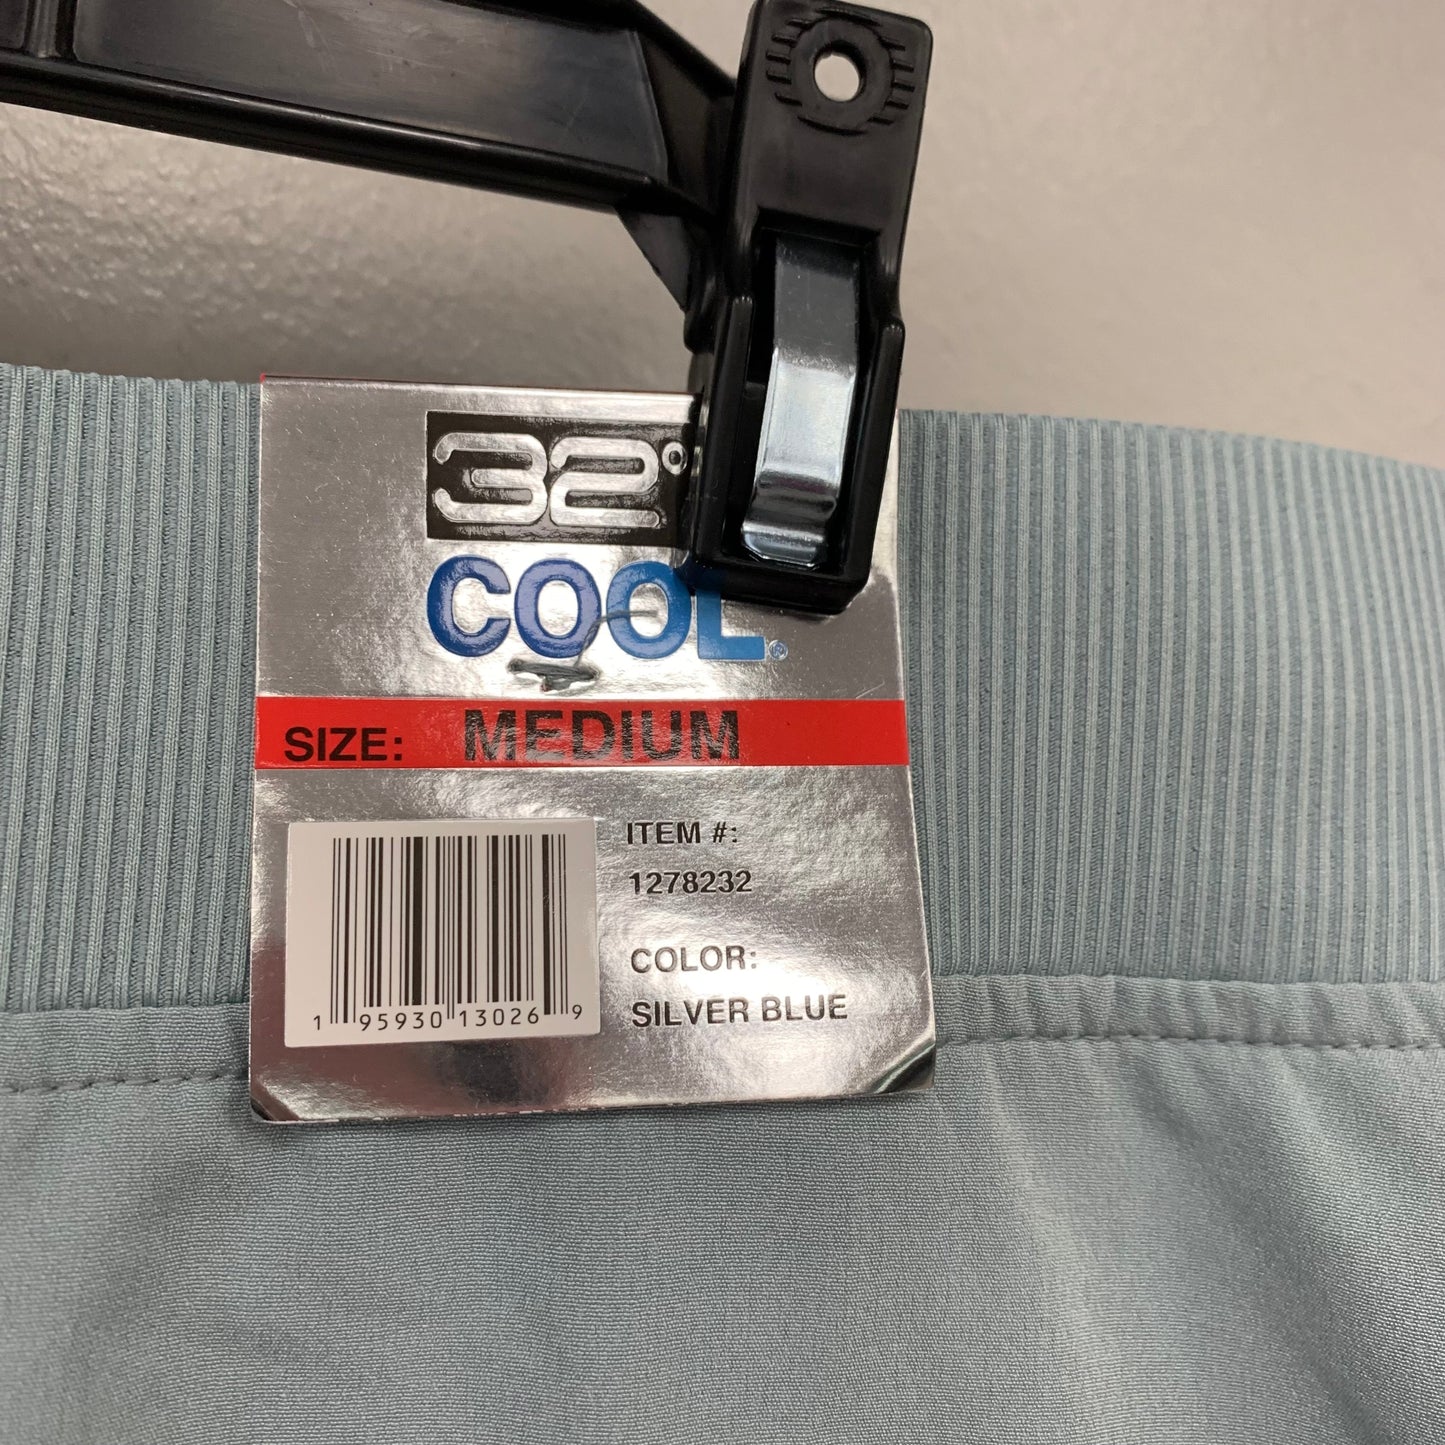 32°
COOL®
SIZE: MEDIUM
ITEM #:
1278232
COLOR:
SILVER BLUE
1 95930 13026 9